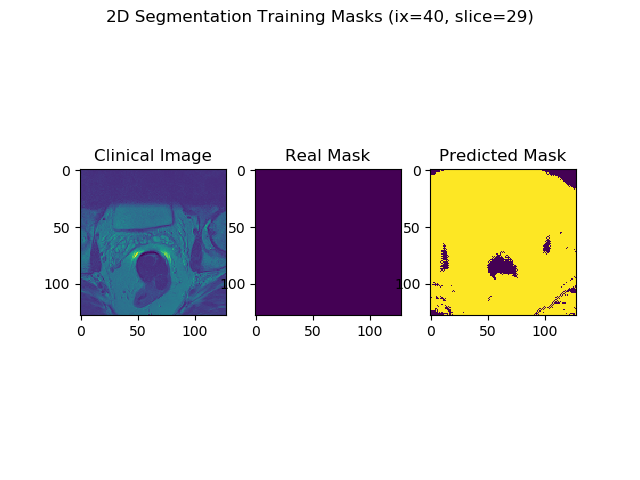 2D Segmentation Training Masks (ix=40, slice=29)
Clinical Image Real Mask Predicted Mask
0 0 0
50 50 50
100 100 100
0 50 100 0 50 100 0 50 100